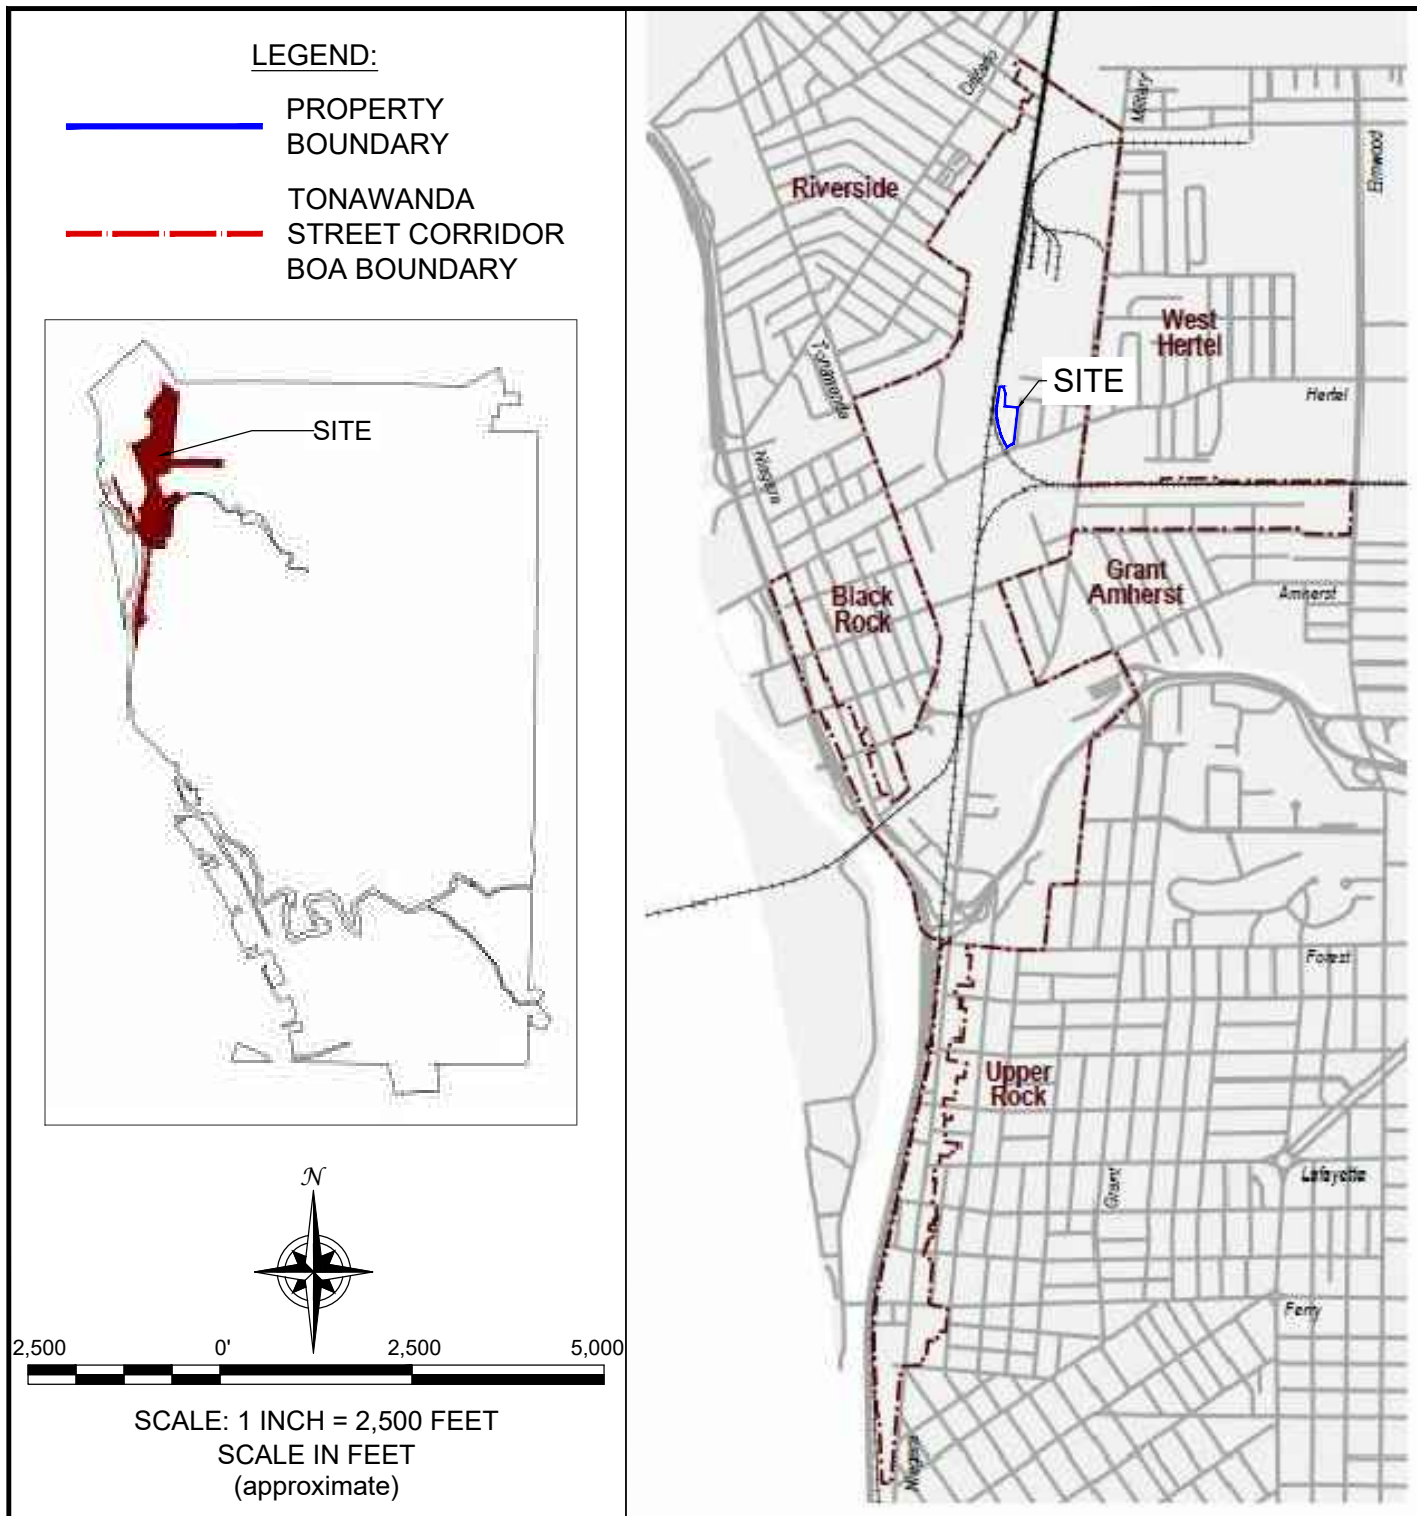 LEGEND:
PROPERTY
BOUNDARY
TONAWANDA
STREET CORRIDOR
BOA BOUNDARY
SITE
N
2,500 0' 2,500 5,000
SCALE: 1 INCH = 2,500 FEET
SCALE IN FEET
(approximate)
Military
Elmwood
Riverside
West
Hertel
SITE
Hertel
Tonawanda
Niagara
Black
Rock
Grant
Amherst
Amherst
Forest
Upper
Rock
Grant
Lafayette
Ferry
Niagara